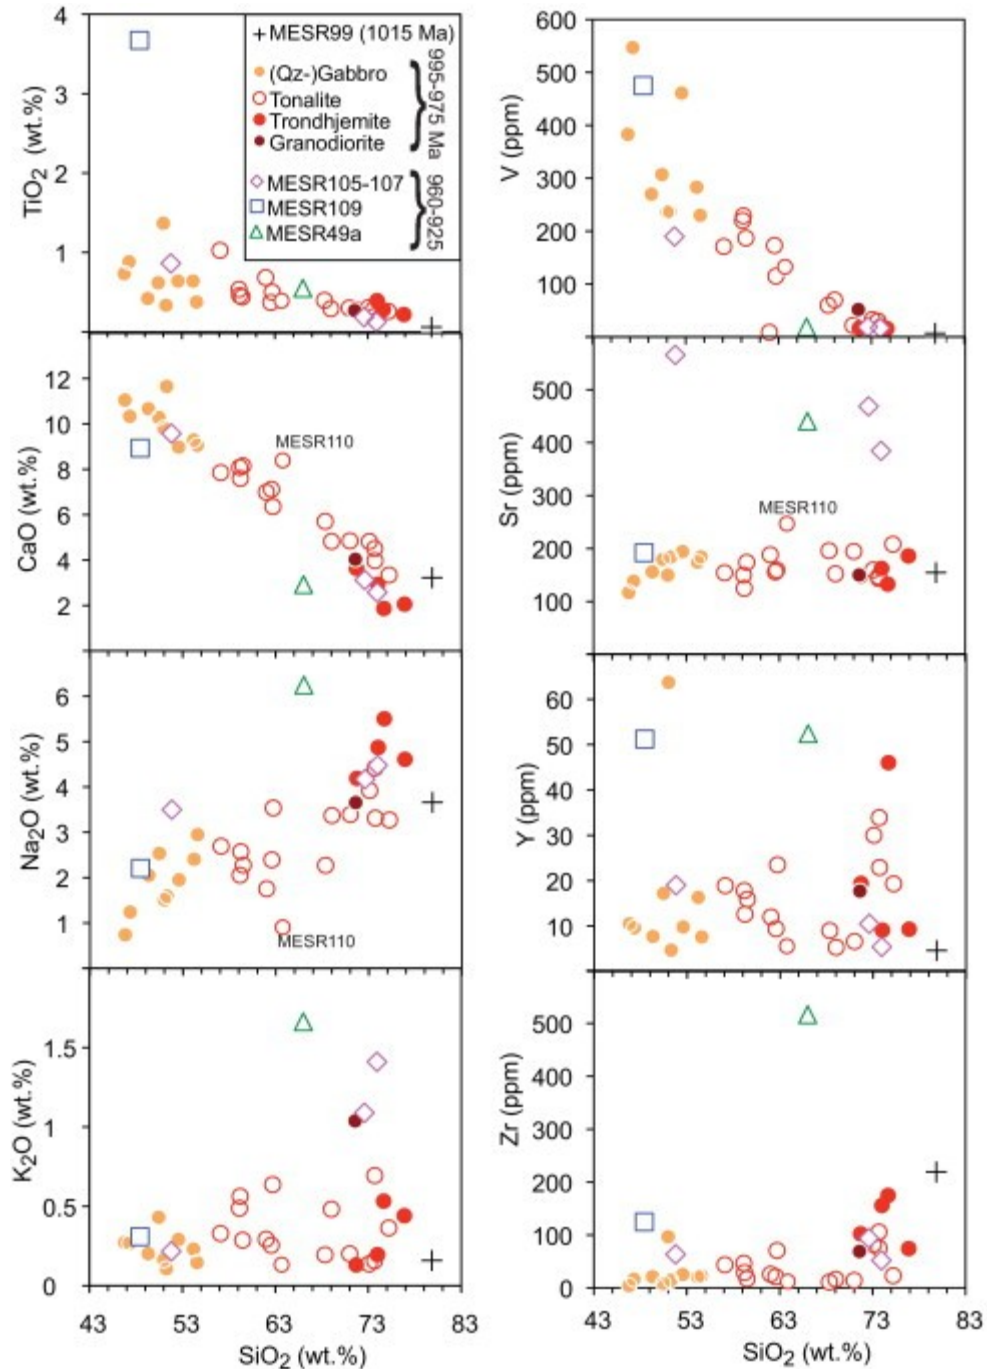 4
3
2
1
TiO2 (wt.%)
MESR99 (1015 Ma)
(Qz-)Gabbro
Tonalite
Trondhjemite
Granodiorite
995-975 Ma
MESR105-107
MESR109
MESR49a
960-925
600
500
400
300
200
100
V (ppm)
12
10
8
6
4
2
CaO (wt.%)
MESR110
500
400
300
200
100
Sr (ppm)
MESR110
6
5
4
3
2
1
Na2O (wt.%)
MESR110
60
50
40
30
20
10
Y (ppm)
1.5
1
0.5
0
K2O (wt.%)
43 53 63 73 83
SiO2 (wt.%)
500
400
300
200
100
0
Zr (ppm)
43 53 63 73 83
SiO2 (wt.%)